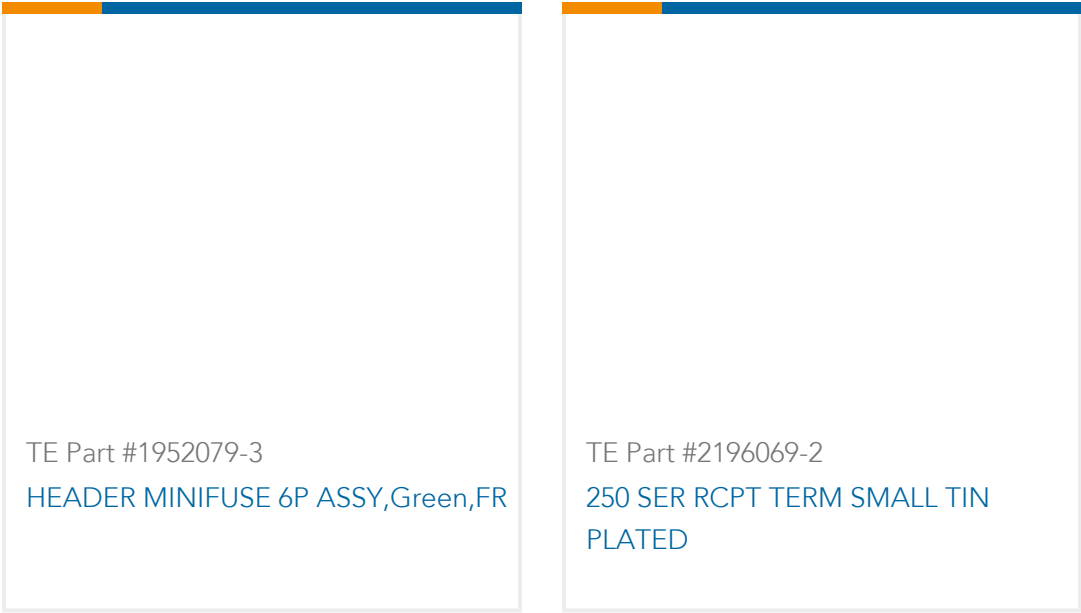 TE Part #1952079-3
HEADER MINIFUSE 6P ASSY,Green,FR
TE Part #2196069-2
250 SER RCPT TERM SMALL TIN
PLATED